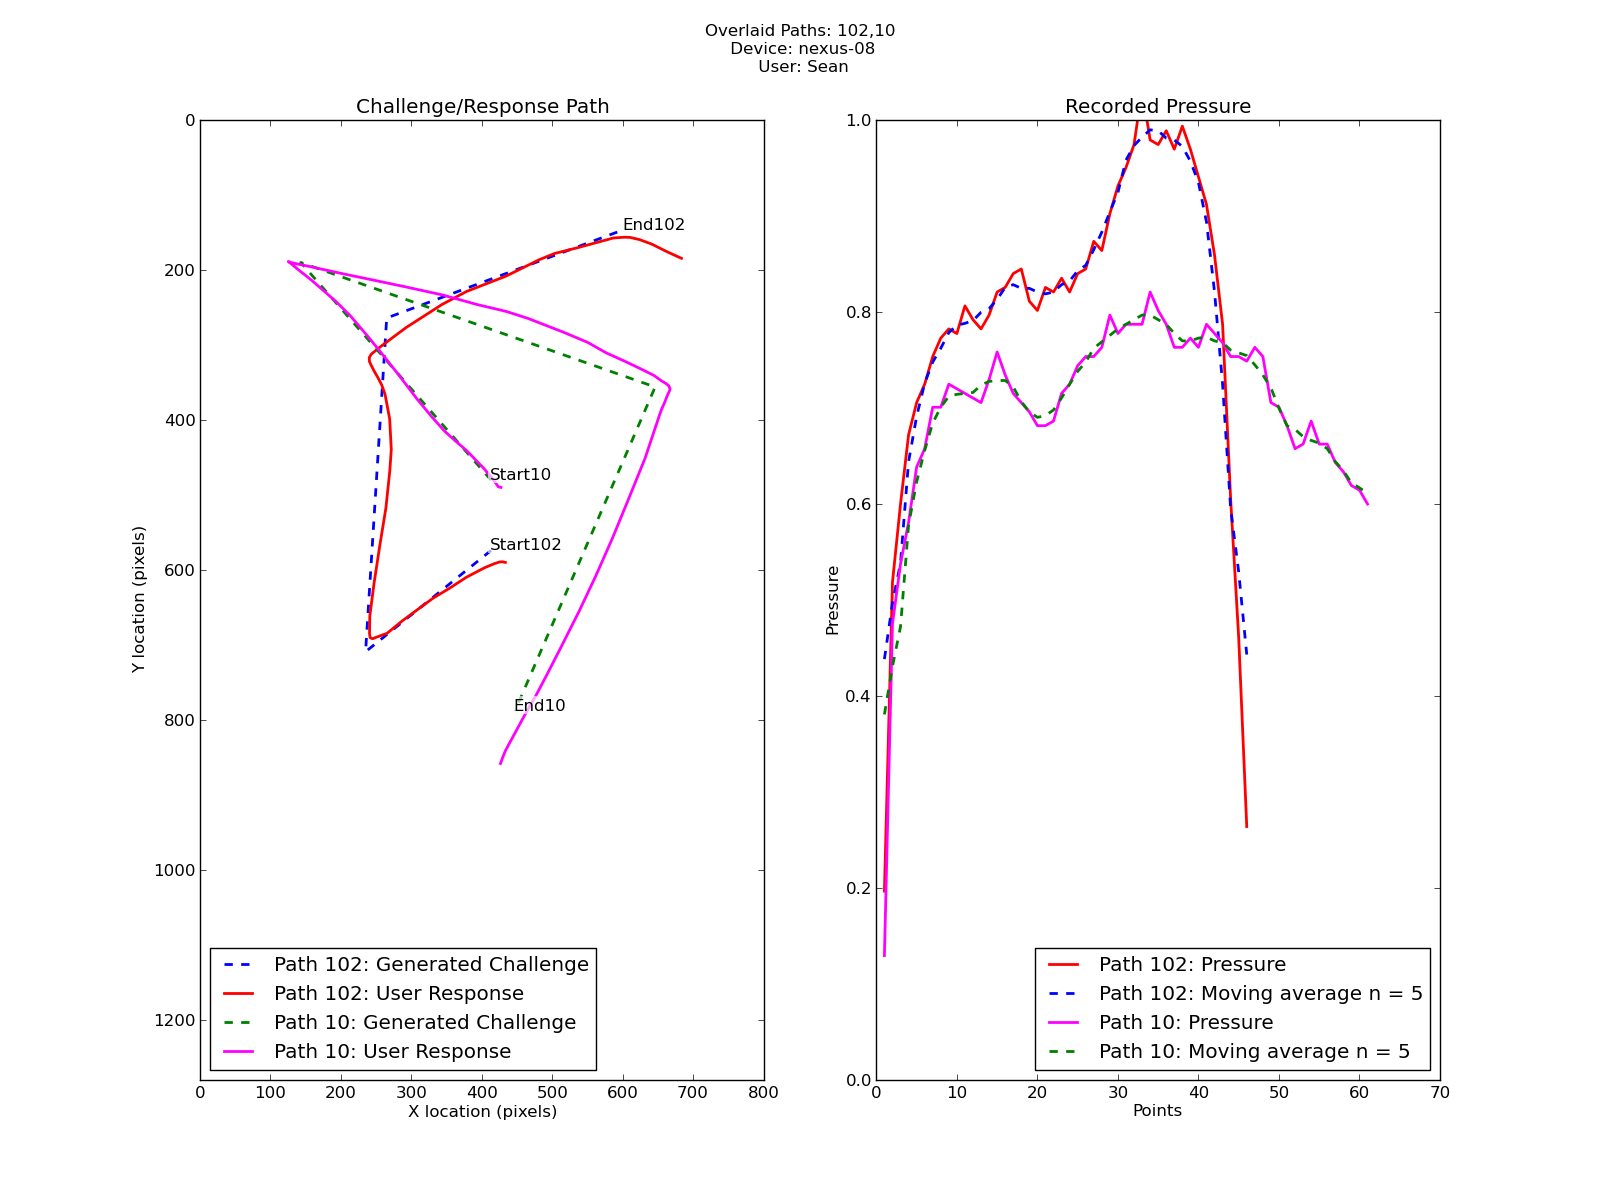 Overlaid Paths: 102,10
Device: nexus-08
User: Sean
Challenge/Response Path
0
200
400
600
800
1000
1200
Y location (pixels)
End102
Start10
Start102
End10
Path 102: Generated Challenge
Path 102: User Response
Path 10: Generated Challenge
Path 10: User Response
0 100 200 300 400 500 600 700 800
X location (pixels)
Recorded Pressure
1.0
0.8
0.6
0.4
0.2
0.0
Pressure
Path 102: Pressure
Path 102: Moving average n = 5
Path 10: Pressure
Path 10: Moving average n = 5
0 10 20 30 40 50 60 70
Points